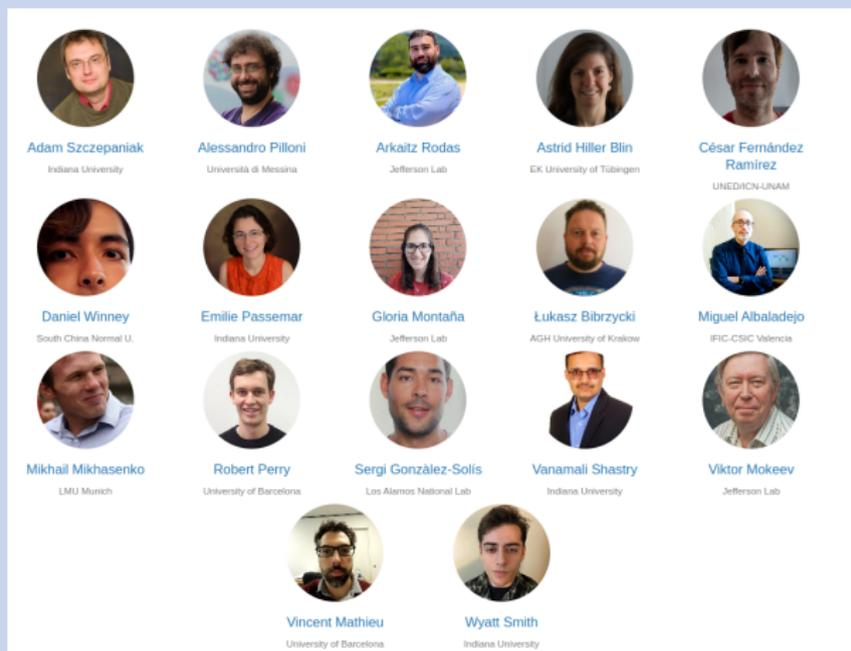 Adam Szczepaniak
Alessandro Pilloni
Arkaitz Rodas
Astrid Hiller Blin
César Fernández
Ramírez
Indiana University
Università di Messina
Jefferson Lab
EK University of Tübingen
UNED/ICN-UNAM
Daniel Winney
Emilie Passemar
Gloria Montaña
Łukasz Bibrzycki
Miguel Albaladejo
South China Normal U.
Indiana University
Jefferson Lab
AGH University of Krakow
IFIC-CSIC Valencia
Mikhail Mikhasenko
Robert Perry
Sergi Gonzàlez-Solís
Vanamali Shastry
Viktor Mokeev
LMU Munich
University of Barcelona
Los Alamos National Lab
Indiana University
Jefferson Lab
Vincent Mathieu
Wyatt Smith
University of Barcelona
Indiana University